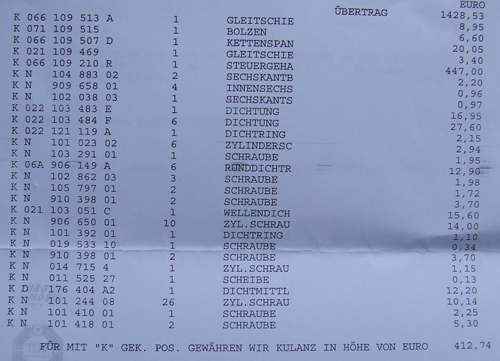 EURO
ÜBERTRAG 1428,53
K 066 109 513 A 1 GLEITSCHIE 8,95
K 071 109 515 1 BOLZEN 6,60
K 066 109 507 D 1 KETTENSPAN 20,05
K 021 109 469 1 GLEITSCHIE 3,40
K 066 109 210 R 1 STEUERGEHA 447,00
K N 104 883 02 2 SECHSKANTB 2,20
K N 909 658 01 4 INNENSECHS 0,96
K N 102 038 03 1 SECHSKANTS 0,97
K 022 103 483 E 1 DICHTUNG 16,95
K 022 103 484 F 6 DICHTUNG 27,60
K 022 121 119 A 1 DICHTRING 2,15
K N 101 023 02 6 ZYLINDERSC 2,94
K N 103 291 01 1 SCHRAUBE 1,95
K 06A 906 149 A 6 RUNDDICHTR 12,90
K N 102 862 03 3 SCHRAUBE 1,98
K N 105 797 01 2 SCHRAUBE 1,72
K N 910 398 01 2 SCHRAUBE 3,70
K 021 103 051 C 1 WELLENDICH 15,60
K N 906 650 01 10 ZYL.SCHRAU 14,00
K N 101 392 01 1 DICHTRING 1,10
K N 019 533 10 1 SCHRAUBE 0,34
K N 910 398 01 2 SCHRAUBE 3,70
K N 014 715 4 1 ZYL.SCHRAU 1,15
K N 011 525 27 1 SCHEIBE 0,13
K D 176 404 A2 1 DICHTMITTL 12,20
K N 101 244 08 26 ZYL.SCHRAU 10,14
K N 101 410 01 1 SCHRAUBE 2,25
K N 101 418 01 2 SCHRAUBE 5,30
FÜR MIT "K" GEK. POS. GEWÄHREN WIR KULANZ IN HÖHE VON EURO 412,74